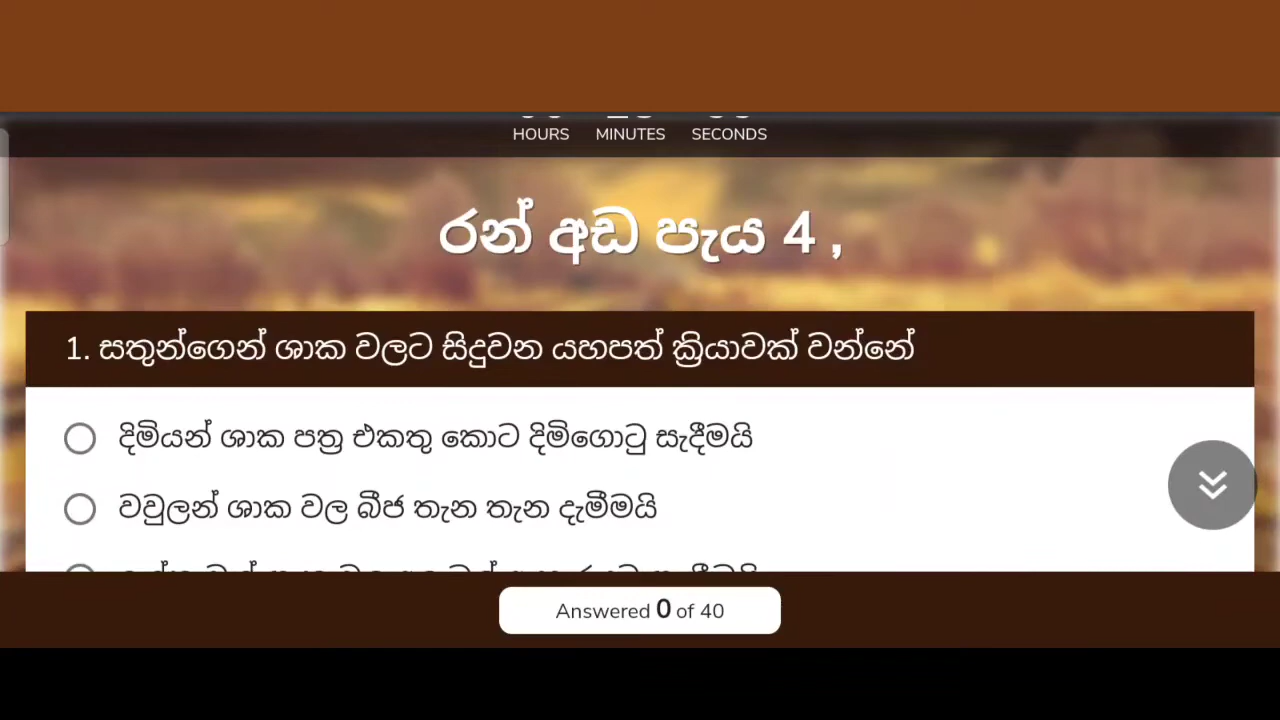 HOURS MINUTES SECONDS
රන් අඩ පැය 4 ,
1. සතුන්ගෙන් ශාක වලට සිදුවන යහපත් ක්‍රියාවක් වන්නේ
දිමියන් ශාක පත්‍ර එකතු කොට දිමිගොටු සැදීමයි
වවුලන් ශාක වල බීජ තැන තැන දැමීමයි
Answered 0 of 40